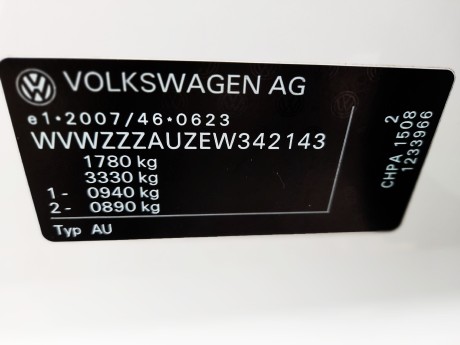 VOLKSWAGEN AG
e1*2007/46*0623
WVWZZZAUZEW342143
1780 kg
3330 kg
1- 0940 kg
2- 0890 kg
Typ AU
2
CHPA 1508
1233966